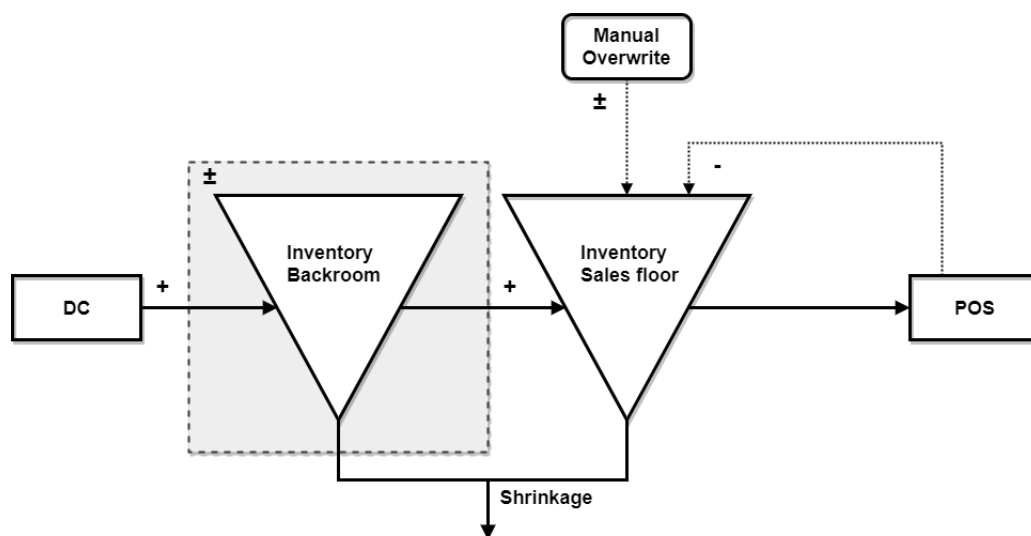 Manual
Overwrite
±
-
±
Inventory
Backroom
Inventory
Sales floor
+
+
DC
POS
Shrinkage